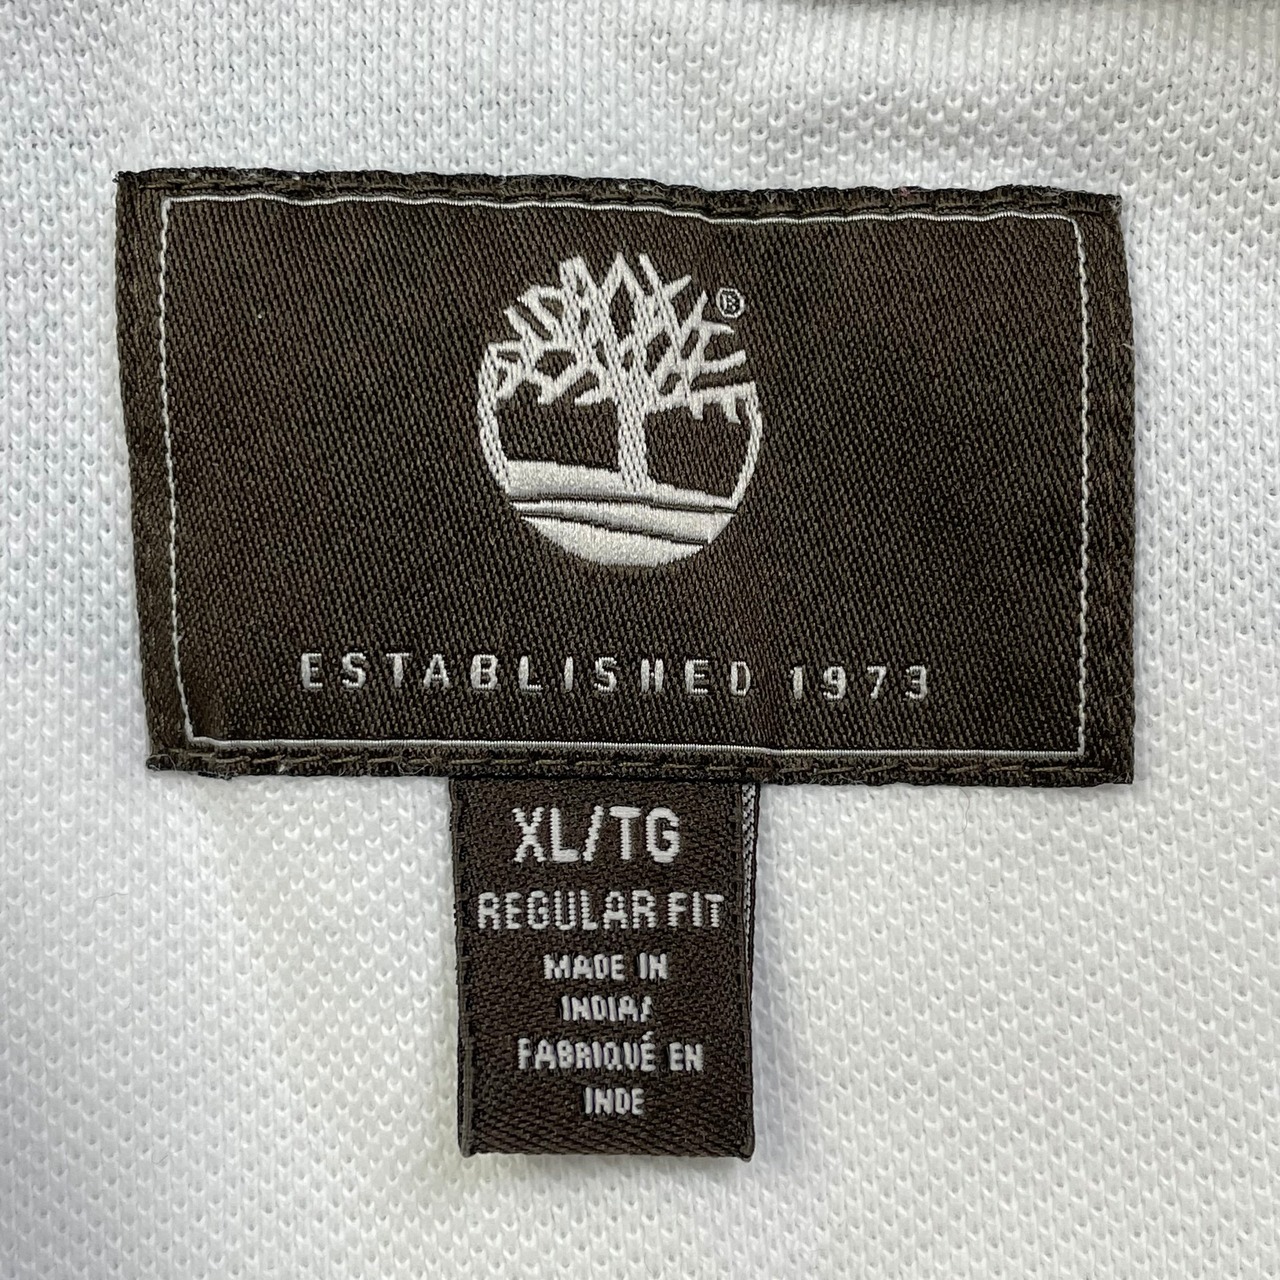 ®
ESTABLISHED 1973
XL/TG
REGULAR FIT
MADE IN
INDIA/
FABRIQUÉ EN
INDE